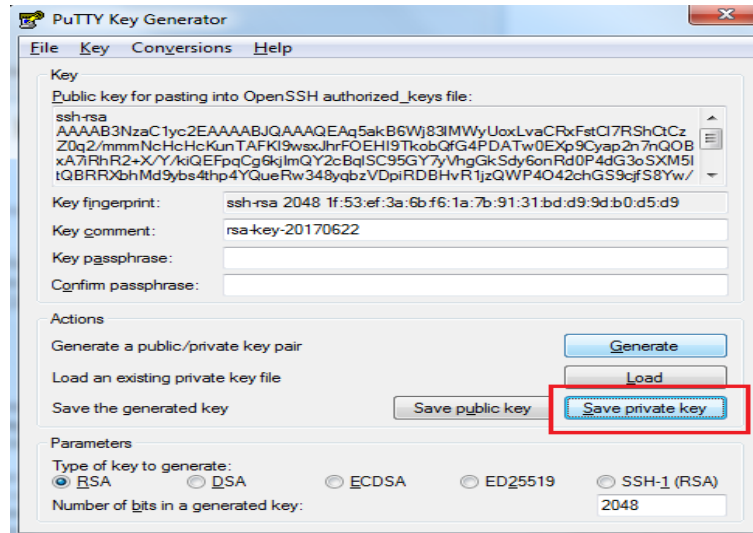 PuTTY Key Generator
File Key Conversions Help
Key
Public key for pasting into OpenSSH authorized_keys file:
ssh-rsa
AAAAB3NzaC1yc2EAAAABJQAAAQEAq5akB6Wj83IMWyUoxLvaCRxFstCl7RShCtCz
Z0q2/mmmNcHcHcKunTAFKI9wsxJhrFOEHI9TkobQfG4PDATw0EXp9Cyap2n7nQOB
xA7iRhR2+X/Y/kiQEFpqCg6kjlmQY2cBqlSC95GY7yVhgGkSdy6onRd0P4dG3oSXM5l
tQBRRXbhMd9ybs4thp4YQueRw348yqbzVDpiRDBHvR1jzQWP4O42chGS9cjfS8Yw/
Key fingerprint: ssh-rsa 2048 1f:53:ef:3a:6b:f6:1a:7b:91:31:bd:d9:9d:b0:d5:d9
Key comment: rsa-key-20170622
Key passphrase:
Confirm passphrase:
Actions
Generate a public/private key pair Generate
Load an existing private key file Load
Save the generated key Save public key Save private key
Parameters
Type of key to generate:
RSA DSA ECDSA ED25519 SSH-1 (RSA)
Number of bits in a generated key: 2048